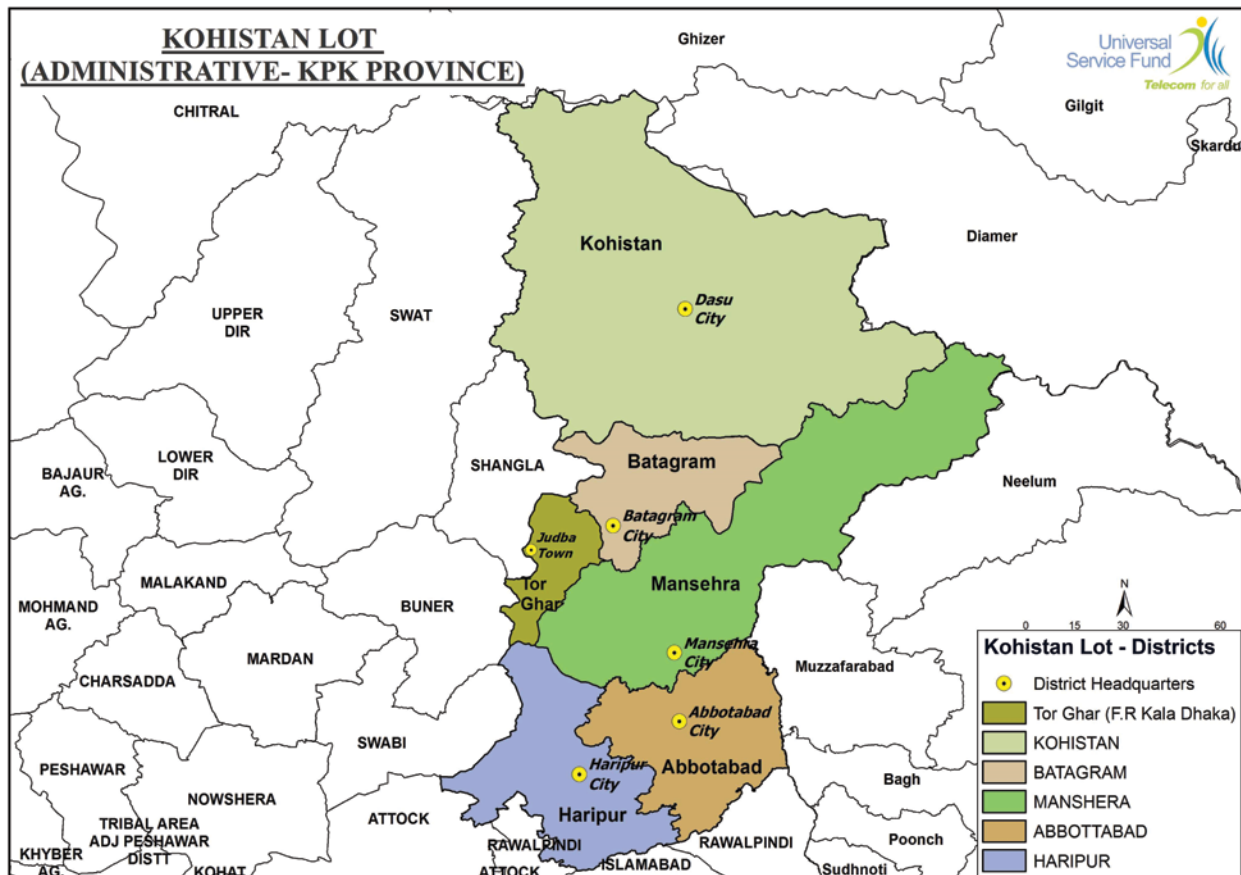 KOHISTAN LOT
(ADMINISTRATIVE- KPK PROVINCE)
Universal
Service Fund
Telecom for all
Ghizer
Gilgit
Skardu
CHITRAL
Diamer
Kohistan
Dasu
City
UPPER
DIR
SWAT
LOWER
DIR
BAJAUR
AG.
SHANGLA
Batagram
Neelum
Batagram
City
Judba
Town
Tor
Ghar
MALAKAND
BUNER
Mansehra
MOHMAND
AG.
N
0 15 30 60
MARDAN
Mansehra
City
Muzzafarabad
CHARSADDA
Abbotabad
City
SWABI
PESHAWAR
Haripur
City
Abbotabad
Bagh
NOWSHERA
ATTOCK
Haripur
TRIBAL AREA
ADJ PESHAWAR
DISTT
RAWALPINDI
RAWALPINDI
Poonch
KHYBER
AG.
KOHAT
ATTOCK
ISLAMABAD
Sudhnoti
Kohistan Lot - Districts
District Headquarters
Tor Ghar (F.R Kala Dhaka)
KOHISTAN
BATAGRAM
MANSHERA
ABBOTTABAD
HARIPUR